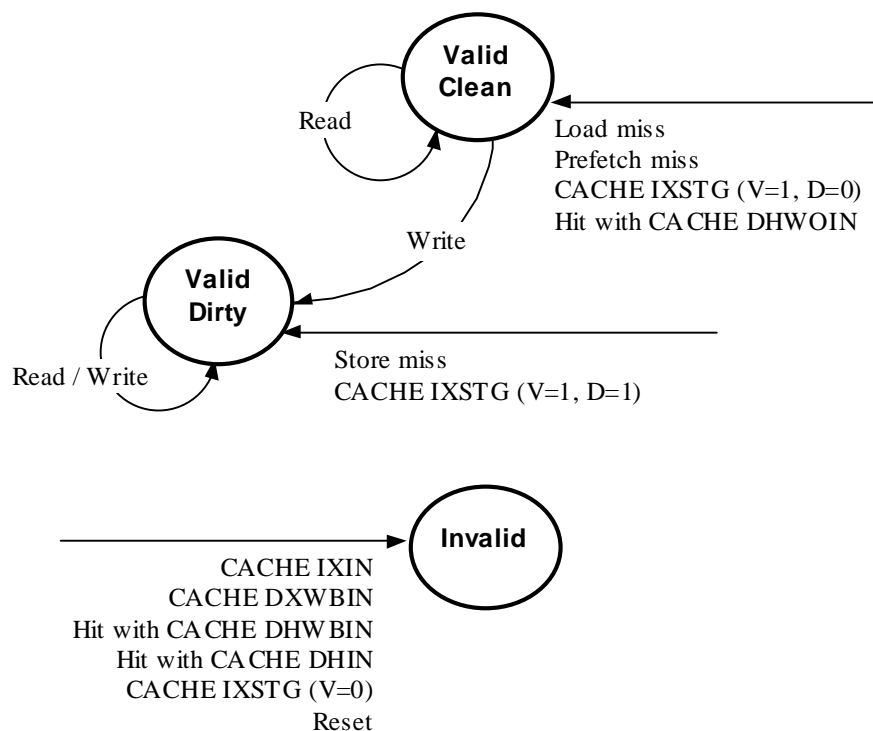 Valid
Clean
Read
Load miss
Prefetch miss
CACHE IXSTG (V=1, D=0)
Hit with CACHE DHWOIN
Write
Valid
Dirty
Read / Write
Store miss
CACHE IXSTG (V=1, D=1)
Invalid
CACHE IXIN
CACHE DXWBIN
Hit with CACHE DHWBIN
Hit with CACHE DHIN
CACHE IXSTG (V=0)
Reset